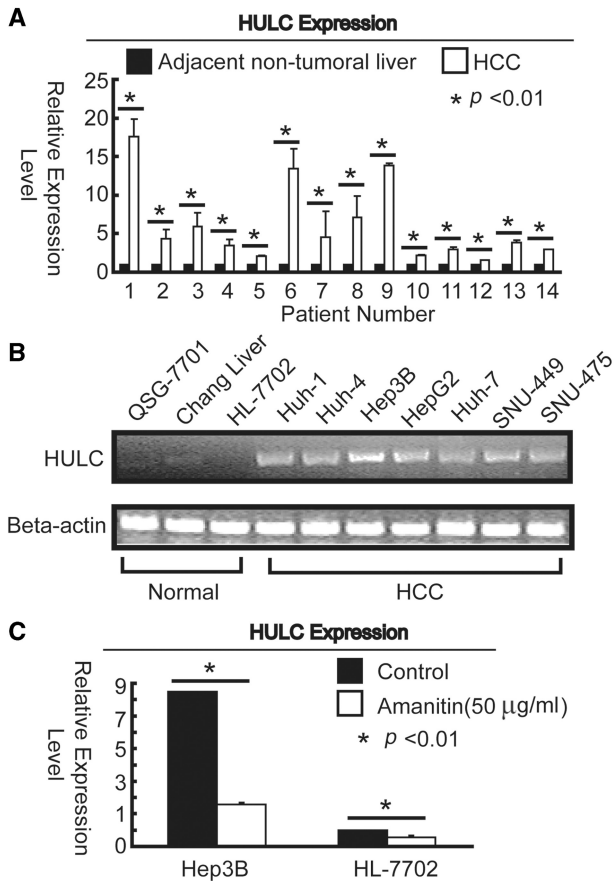 A
HULC Expression
Adjacent non-tumoral liver HCC
* p <0.01
Relative Expression
Level
25
20
15
10
5
0
* * * * * * * * * * * * * *
1 2 3 4 5 6 7 8 9 10 11 12 13 14
Patient Number
B
QSG-7701 Chang Liver HL-7702 Huh-1 Huh-4 Hep3B HepG2 Huh-7 SNU-449 SNU-475
HULC
Beta-actin
Normal HCC
C
HULC Expression
Control
Amanitin(50 μg/ml)
* p <0.01
Relative Expression
Level
9
7
5
3
1
0
* *
Hep3B HL-7702